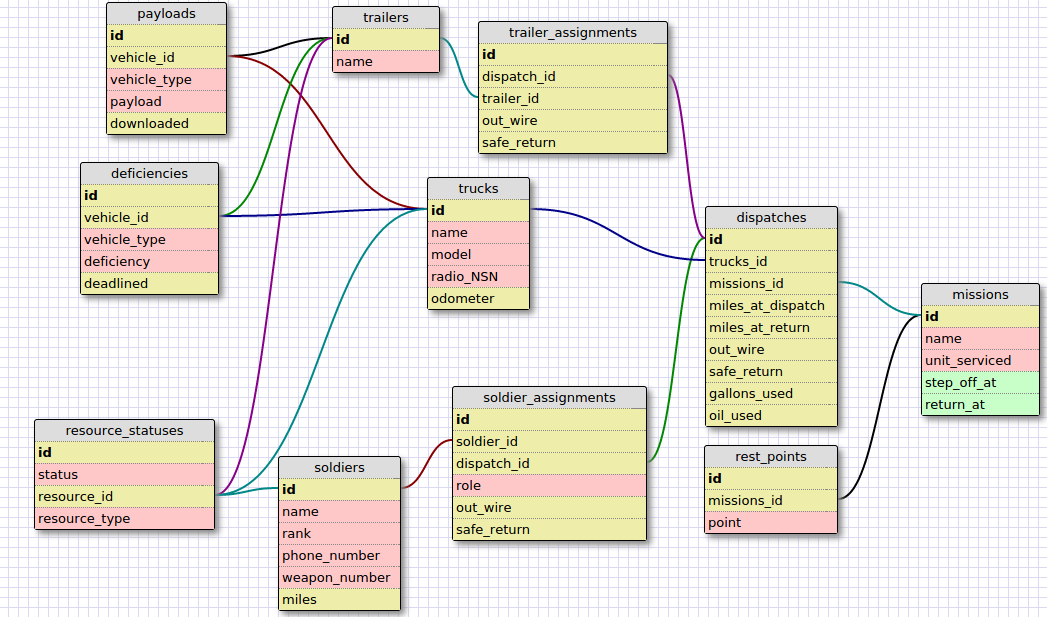 payloads
id
vehicle_id
vehicle_type
payload
downloaded
trailers
id
name
trailer_assignments
id
dispatch_id
trailer_id
out_wire
safe_return
deficiencies
id
vehicle_id
vehicle_type
deficiency
deadlined
trucks
id
name
model
radio_NSN
odometer
dispatches
id
trucks_id
missions_id
miles_at_dispatch
miles_at_return
out_wire
safe_return
gallons_used
oil_used
missions
id
name
unit_serviced
step_off_at
return_at
resource_statuses
id
status
resource_id
resource_type
soldiers
id
name
rank
phone_number
weapon_number
miles
soldier_assignments
id
soldier_id
dispatch_id
role
out_wire
safe_return
rest_points
id
missions_id
point